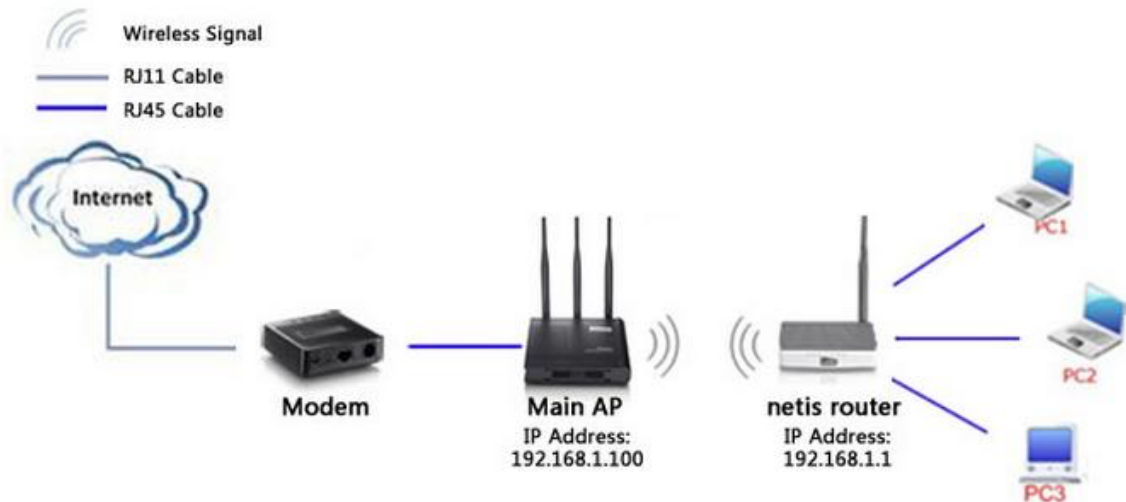 Wireless Signal
RJ11 Cable
RJ45 Cable
Internet
PC1
PC2
PC3
Modem
Main AP
IP Address:
192.168.1.100
netis router
IP Address:
192.168.1.1